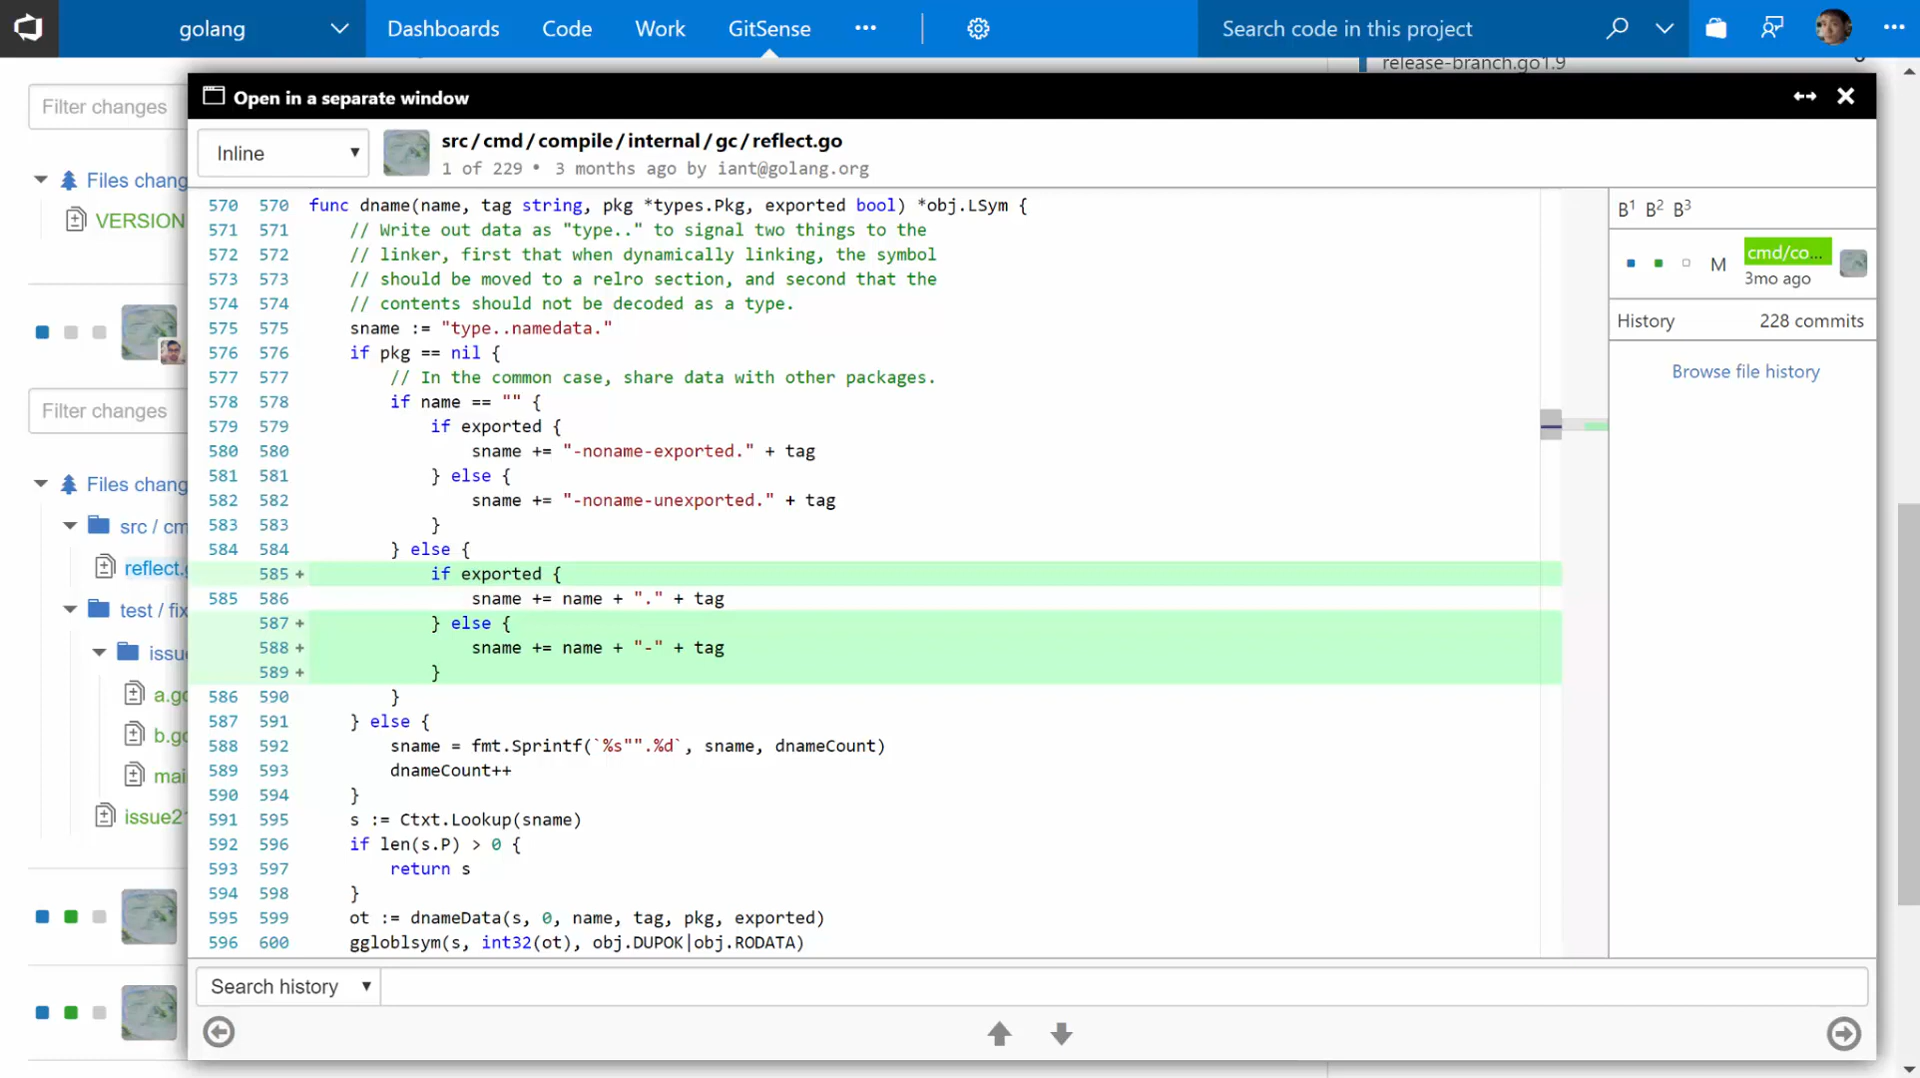 golang
Dashboards Code Work GitSense ...
Search code in this project
...
release-branch.go1.9
Filter changes
Files chang
VERSION
Filter changes
Files chang
src / cm
reflect.g
test / fix
issu
a.go
b.go
mai
issue2
Open in a separate window
Inline
src/cmd/compile/internal/gc/reflect.go
1 of 229 • 3 months ago by iant@golang.org
570 570 func dname(name, tag string, pkg *types.Pkg, exported bool) *obj.LSym {
571 571 // Write out data as "type.." to signal two things to the
572 572 // linker, first that when dynamically linking, the symbol
573 573 // should be moved to a relro section, and second that the
574 574 // contents should not be decoded as a type.
575 575 sname := "type..namedata."
576 576 if pkg == nil {
577 577 // In the common case, share data with other packages.
578 578 if name == "" {
579 579 if exported {
580 580 sname += "-noname-exported." + tag
581 581 } else {
582 582 sname += "-noname-unexported." + tag
583 583 }
584 584 } else {
585 + if exported {
585 586 sname += name + "." + tag
587 + } else {
588 + sname += name + "-" + tag
589 + }
586 590 }
587 591 } else {
588 592 sname = fmt.Sprintf(`%s"".%d`, sname, dnameCount)
589 593 dnameCount++
590 594 }
591 595 s := Ctxt.Lookup(sname)
592 596 if len(s.P) > 0 {
593 597 return s
594 598 }
595 599 ot := dnameData(s, 0, name, tag, pkg, exported)
596 600 ggloblsym(s, int32(ot), obj.DUPOK|obj.RODATA)
B1 B2 B3
M cmd/co...
3mo ago
History 228 commits
Browse file history
Search history